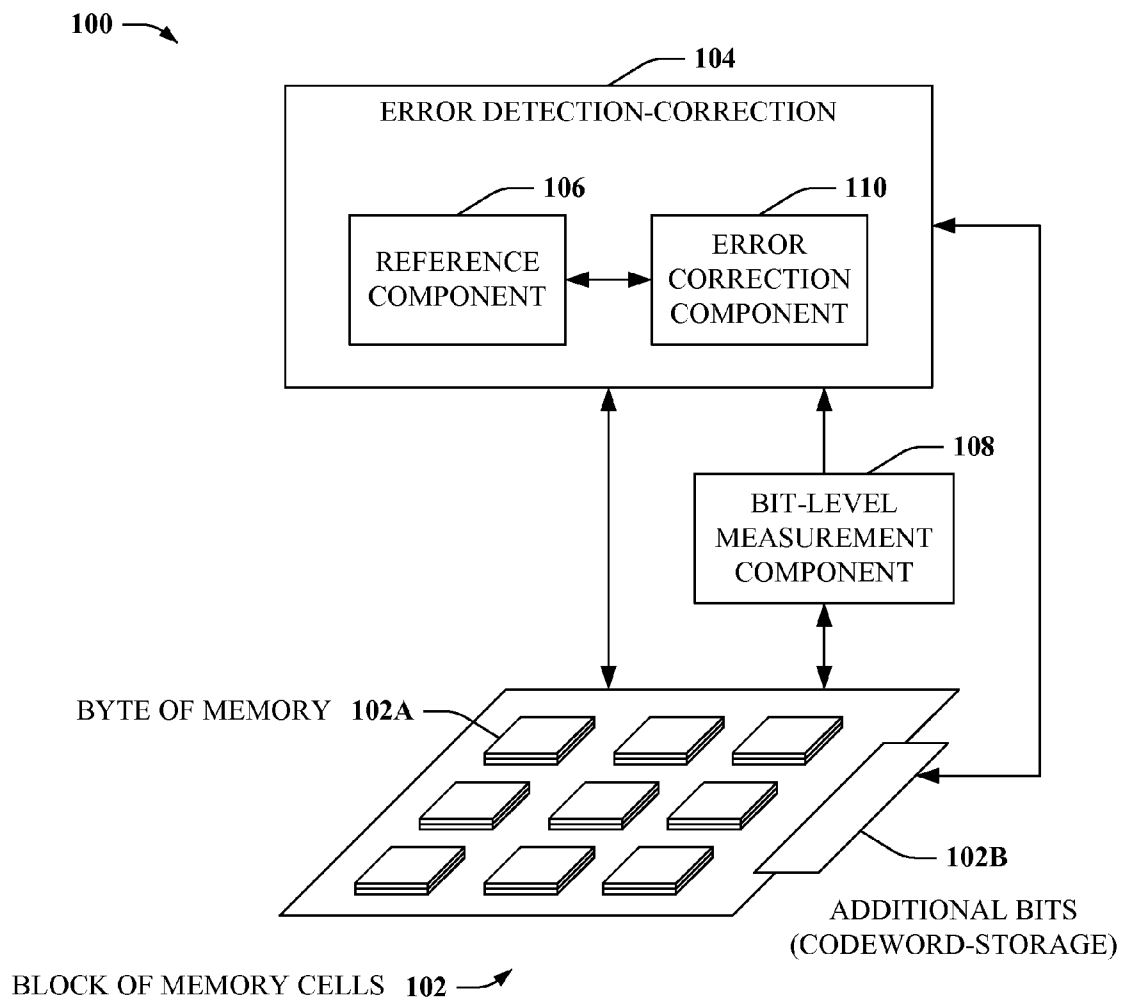 100
104
ERROR DETECTION-CORRECTION
106
110
REFERENCE
COMPONENT
ERROR
CORRECTION
COMPONENT
108
BIT-LEVEL
MEASUREMENT
COMPONENT
BYTE OF MEMORY 102A
102B
ADDITIONAL BITS
(CODEWORD-STORAGE)
BLOCK OF MEMORY CELLS 102